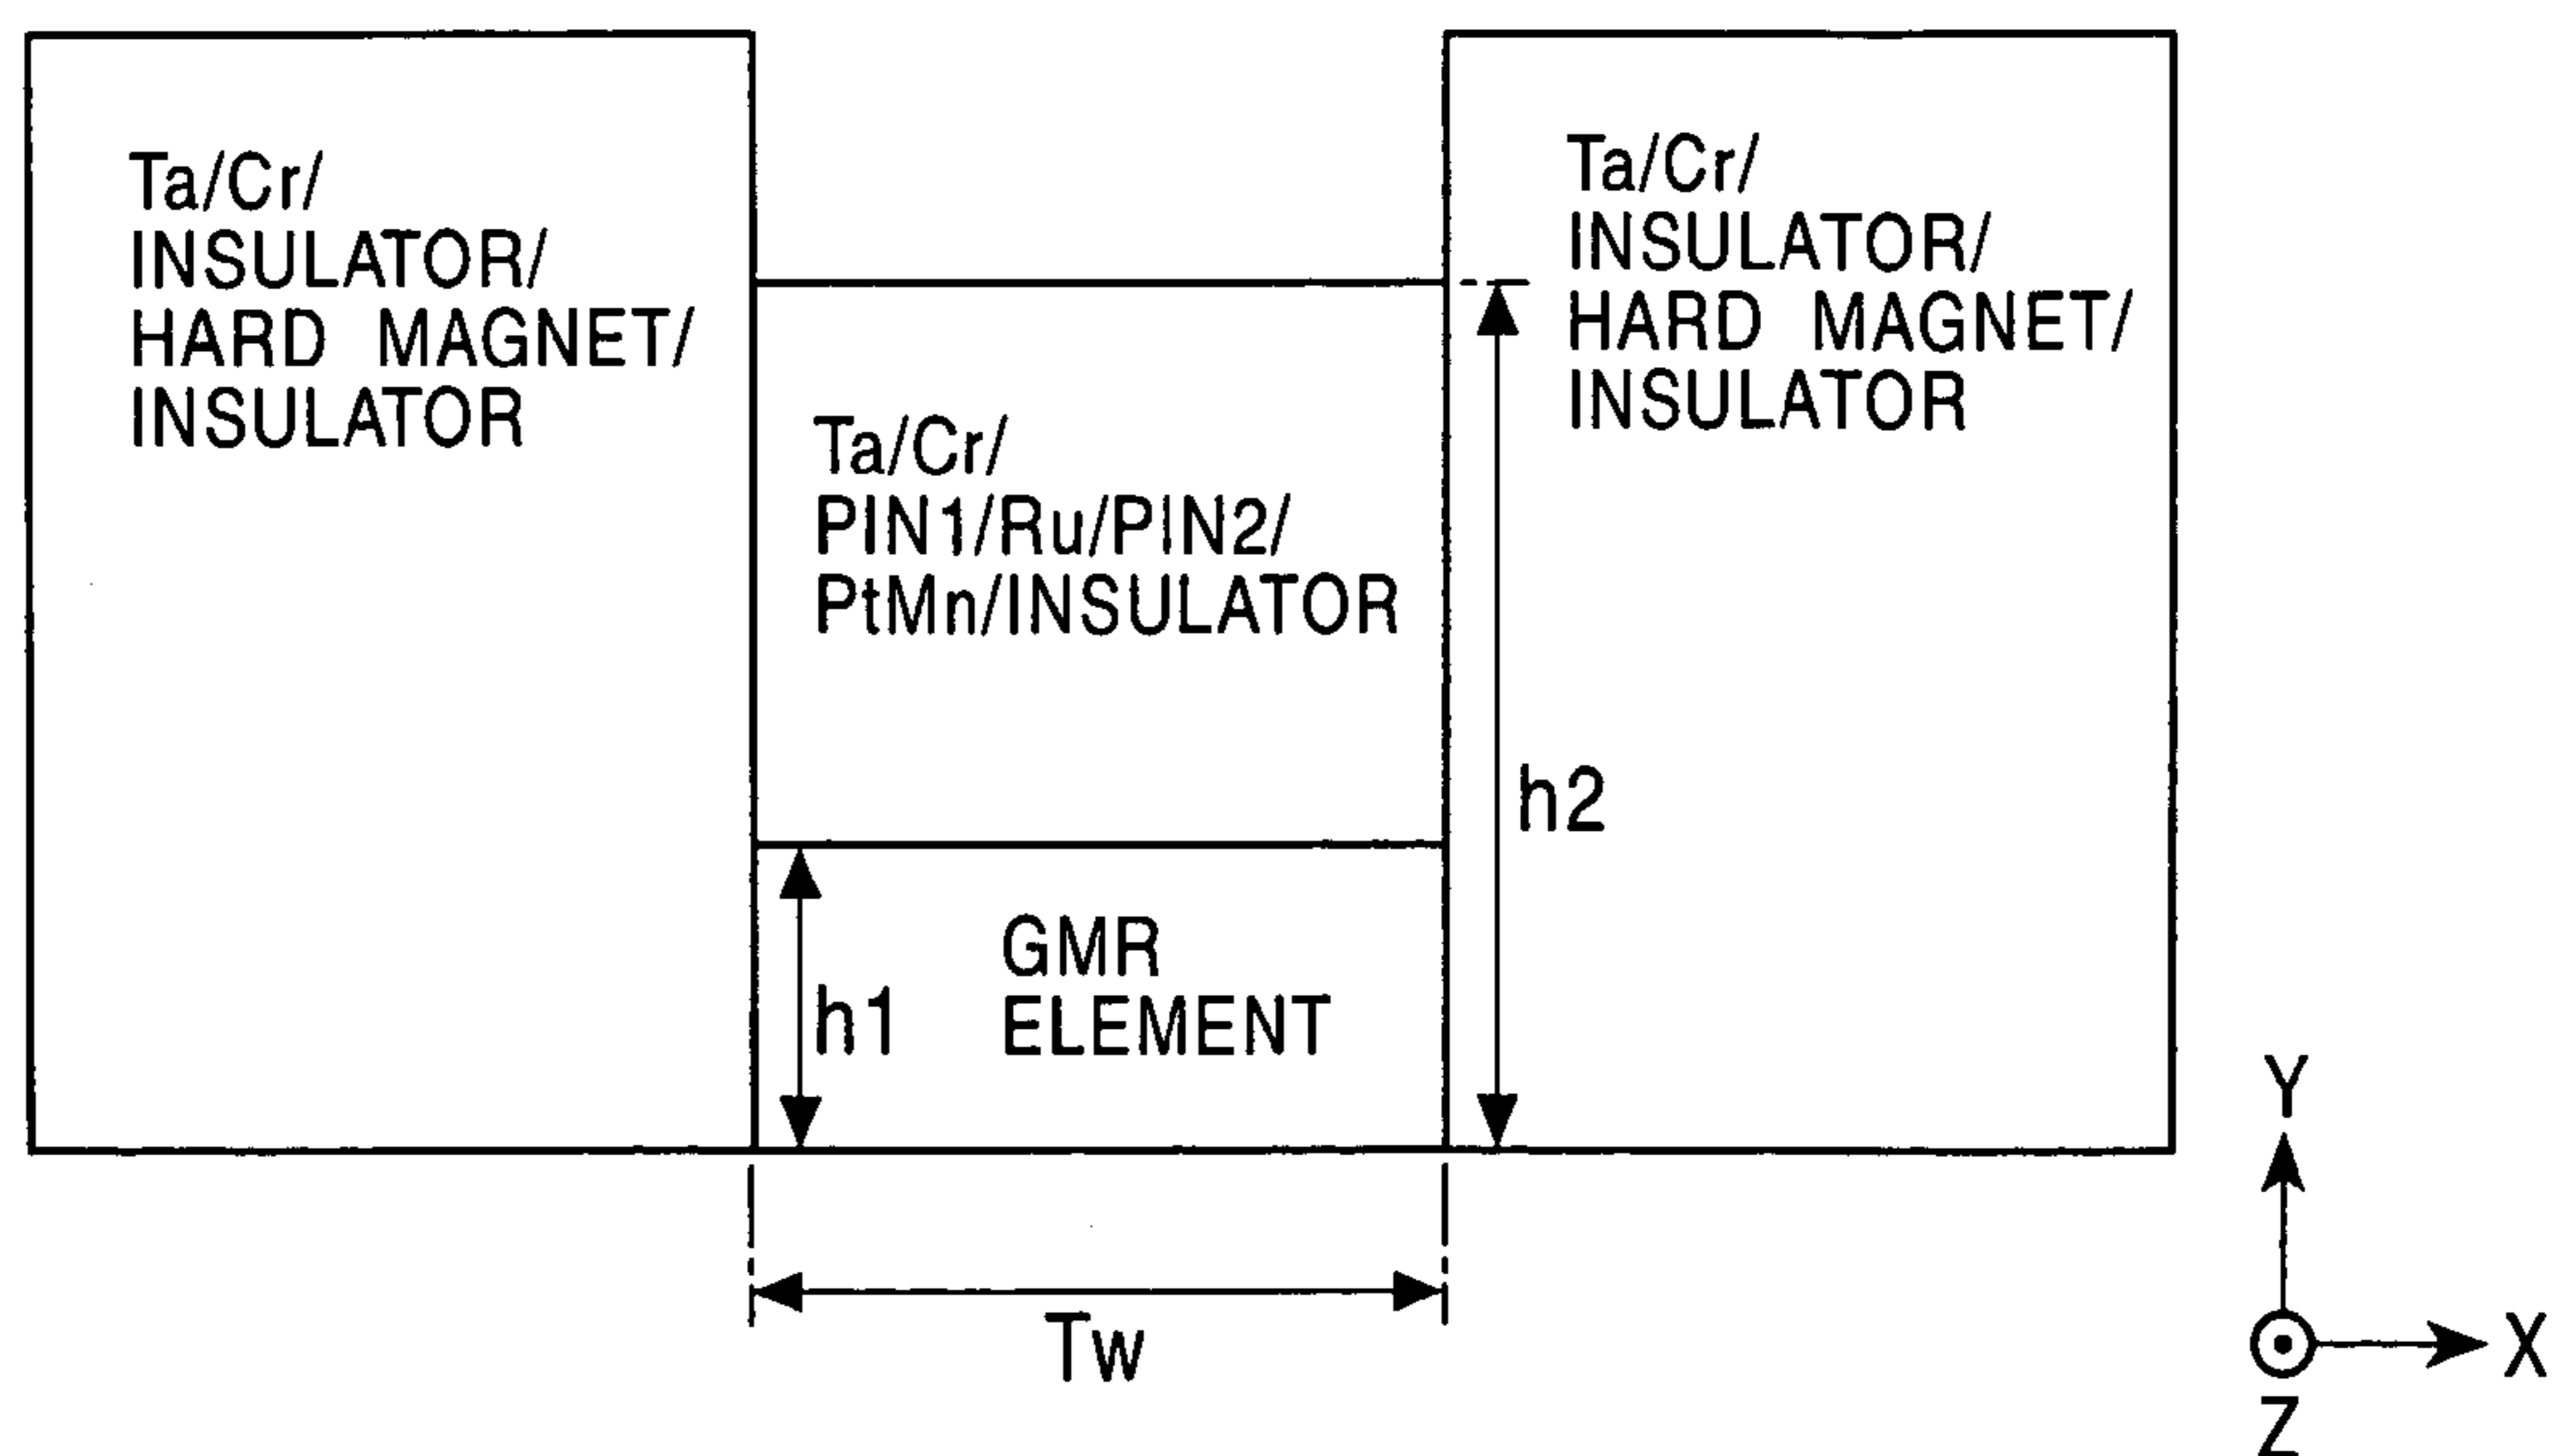 Ta/Cr/
INSULATOR/
HARD MAGNET/
INSULATOR
Ta/Cr/
PIN1/Ru/PIN2/
PtMn/INSULATOR
Ta/Cr/
INSULATOR/
HARD MAGNET/
INSULATOR
h2
h1
GMR
ELEMENT
Tw
Y
X
Z